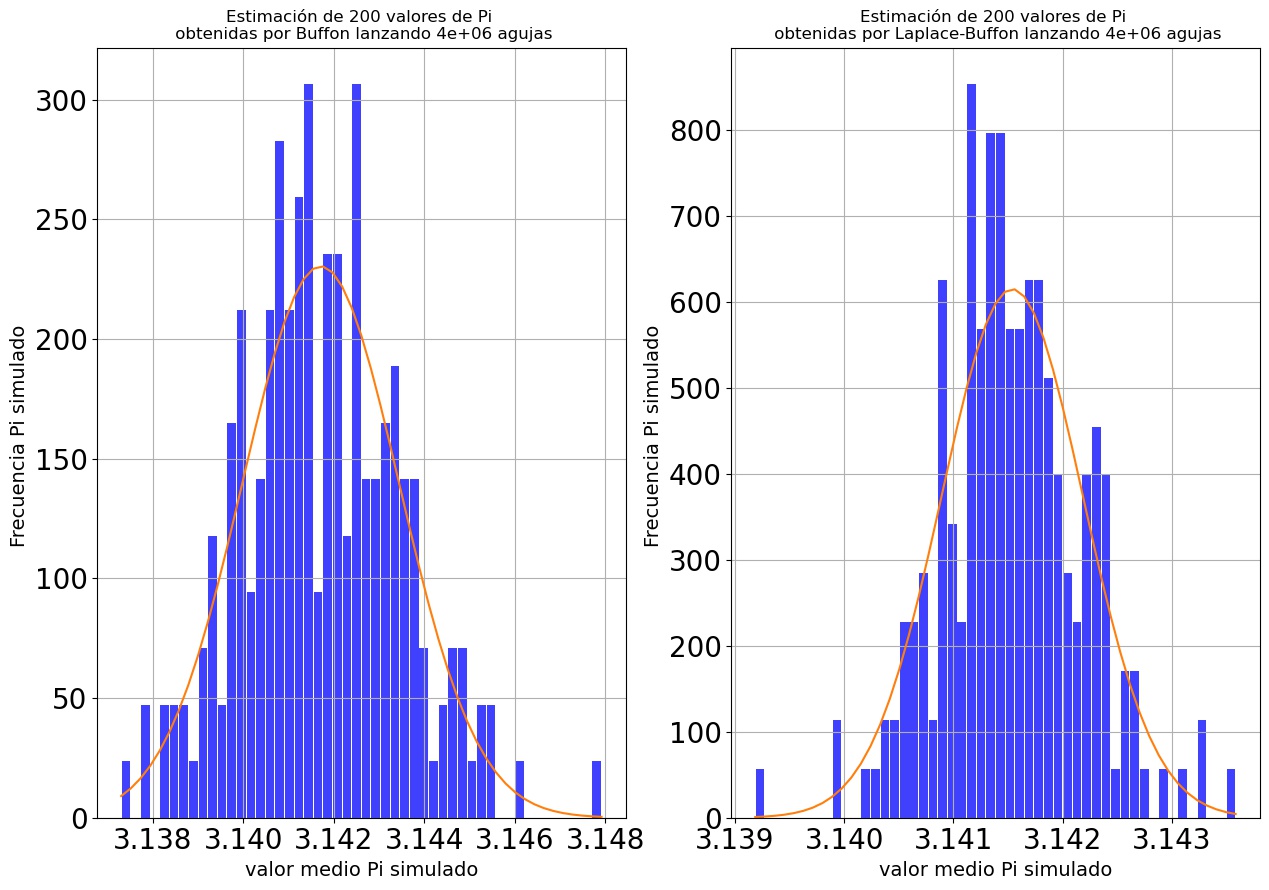 Estimación de 200 valores de Pi
obtenidas por Buffon lanzando 4e+06 agujas
Frecuencia Pi simulado
300
250
200
150
100
50
0
3.138 3.140 3.142 3.144 3.146 3.148
valor medio Pi simulado
Estimación de 200 valores de Pi
obtenidas por Laplace-Buffon lanzando 4e+06 agujas
Frecuencia Pi simulado
800
700
600
500
400
300
200
100
0
3.139 3.140 3.141 3.142 3.143
valor medio Pi simulado